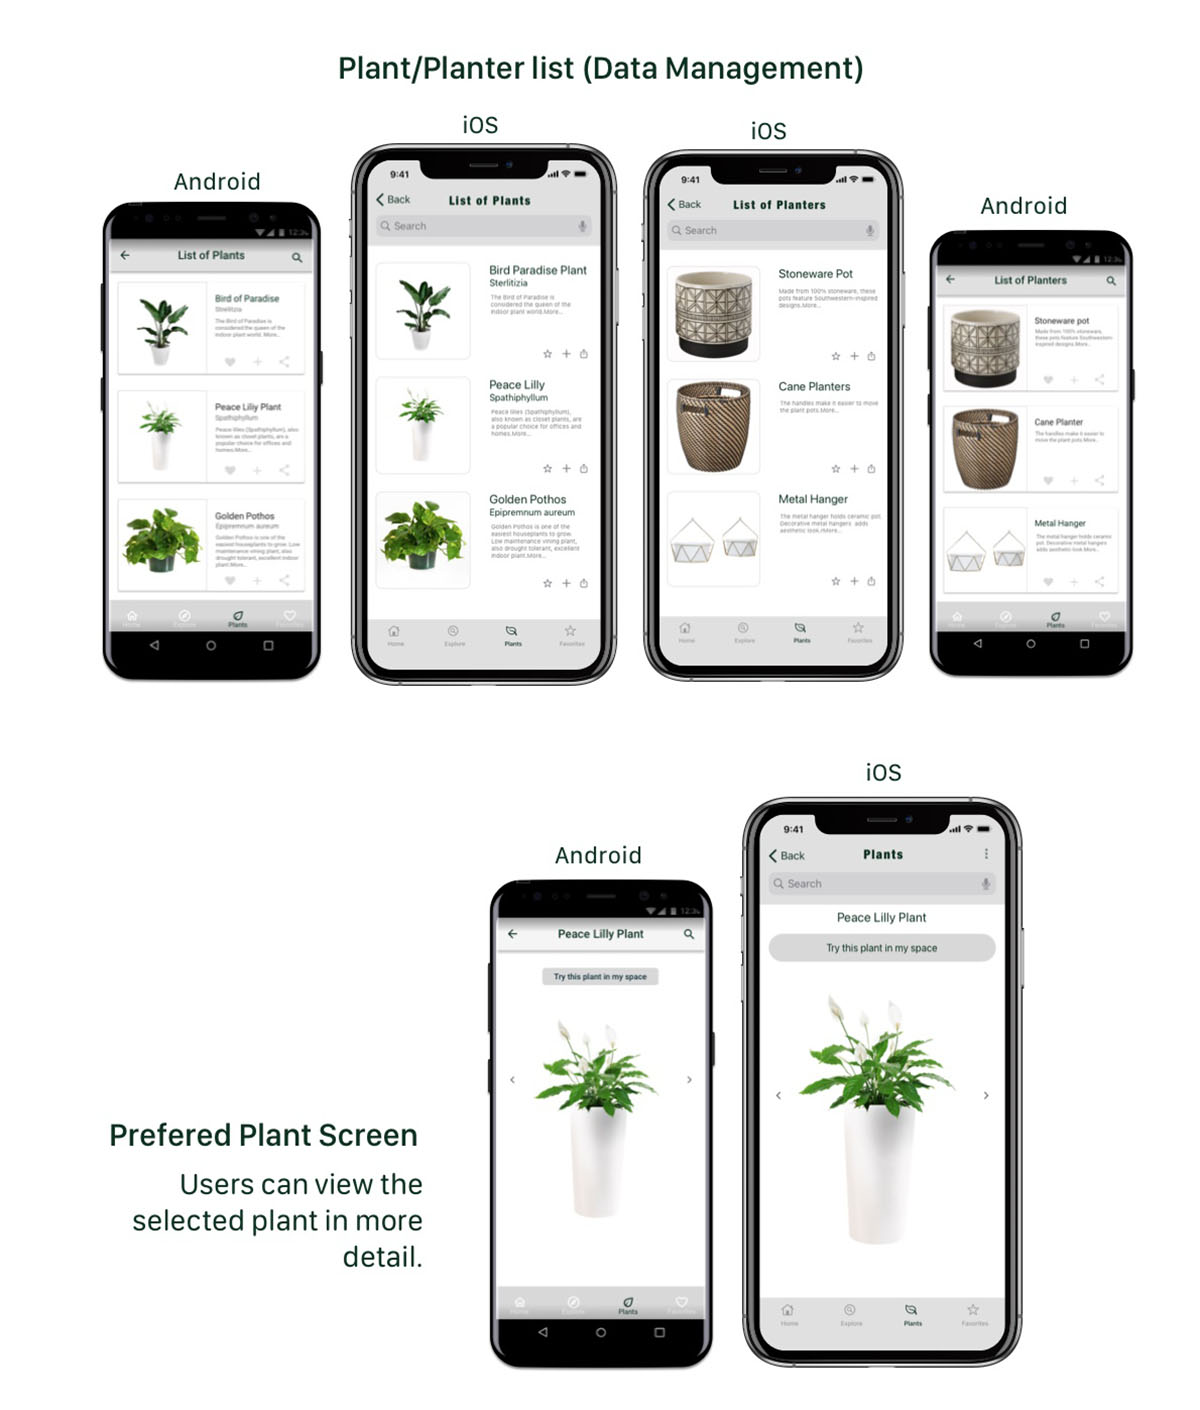 Plant/Planter list (Data Management)
iOS
iOS
Android
Android
12:30
List of Plants
Bird of Paradise
Strelitizia
The Bird of Paradise is
considered the queen of the
indoor plant world. More...
Peace Liliy Plant
Spathiphyllum
Peace lilies (Spathiphyllum), also
known as closet plants, are a
popular choice for offices and
homes.More...
Golden Pothos
Epipremnum aureum
Golden Pothos is one of the
easiest houseplants to grow. Low
maintenance vining plant, also
drought tolerant, excellent indoor
plant.More...
Home
Explore
Plants
Favorites
9:41
Back
List of Plants
Search
Bird Paradise Plant
Sterlitizia
The Bird of Paradise is
considered the queen of the
indoor plant world.More...
Peace Lilly
Spathiphyllum
Peace lilies (Spathiphyllum),
also known as closet plants, are
a popular choice for offices and
homes.More...
Golden Pothos
Epipremnum aureum
Golden Pothos is one of the
easiest houseplants to grow.
Low maintenance vining plant,
also drought tolerant, excellent
indoor plant.More...
Home
Explore
Plants
Favorites
9:41
Back
List of Planters
Search
Stoneware Pot
Made from 100% stoneware, these
pots feature Southwestern-inspired
designs.More...
Cane Planters
The handles make it easier to move
the plant pots.More...
Metal Hanger
The metal hanger holds ceramic pot.
Decorative metal hangers adds
aesthetic look.More...
Home
Explore
Plants
Favorites
12:30
List of Planters
Stoneware pot
Made from 100% stoneware,
these pots feature Southwestern-
inspired designs.More...
Cane Planter
The handles make it easier to
move the plant pots.More...
Metal Hanger
The metal hanger holds ceramic
pot. Decorative metal hangers
adds aesthetic look.More...
Home
Explore
Plants
Favorites
iOS
Android
12:30
Peace Lilly Plant
Try this plant in my space
Home
Explore
Plants
Favorites
9:41
Back
Plants
Search
Peace Lilly Plant
Try this plant in my space
Home
Explore
Plants
Favorites
Prefered Plant Screen
Users can view the
selected plant in more
detail.